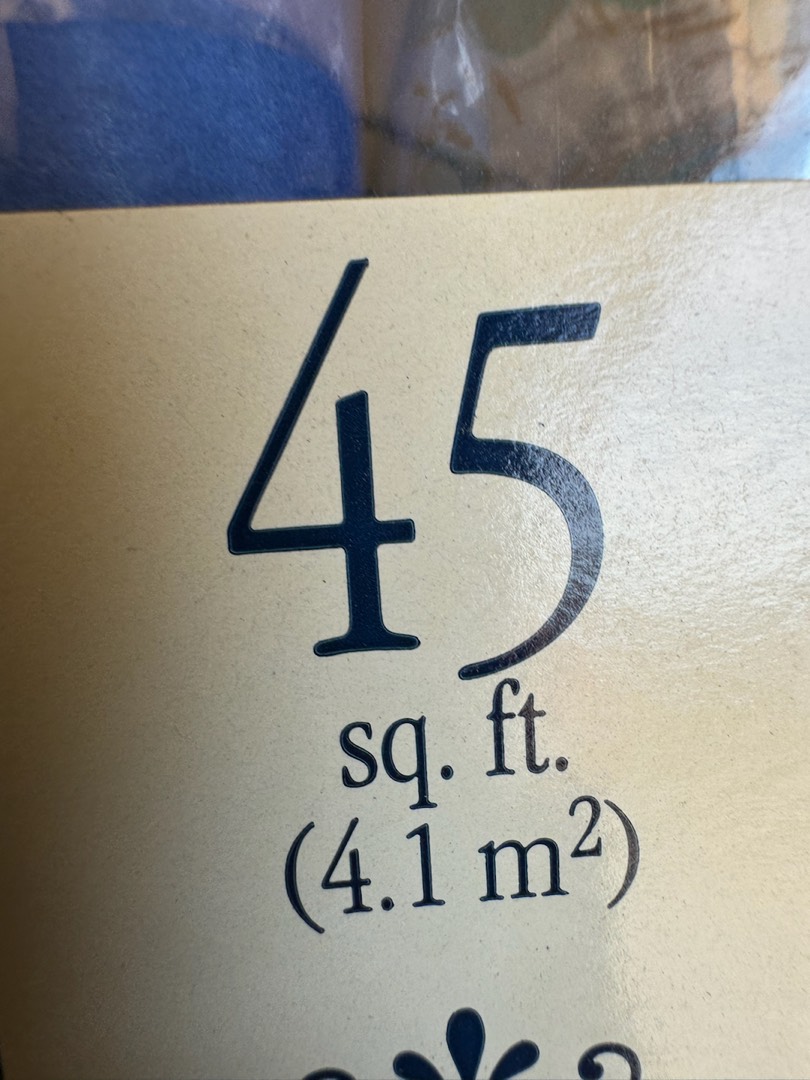 45
sq. ft.
(4.1 m²)